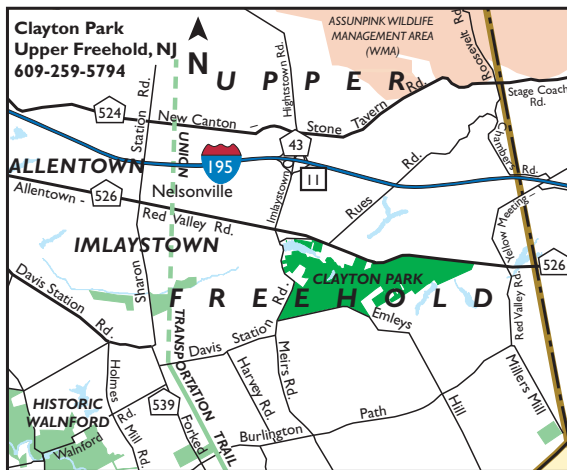 Clayton Park
Upper Freehold, NJ
609-259-5794
N
ASSUNPINK WILDLIFE
MANAGEMENT AREA
(WMA)
Roosevelt Rd.
UPPER
Station Rd.
Hightstown Rd.
Stage Coach
Rd.
524
New Canton - Stone Tavern Rd.
43
UNION
195
11
Chambers Rd.
ALLENTOWN
Nelsonville
Imlaystown
Rues Rd.
526
Allentown - Red Valley Rd.
Yellow Meeting -
IMLAYSTOWN
CLAYTON PARK
526
Sharon
FREEHOLD
Red Valley Rd.
Davis Station
Rd.
Rd.
Emleys
TRANSPORTATION TRAIL
Davis Station
Holmes
Rd.
Harvey Rd.
Meirs Rd.
Millers Mill
539
HISTORIC
WALNFORD
Path
Hill
Walnford
Mill Rd.
Forked
Burlington